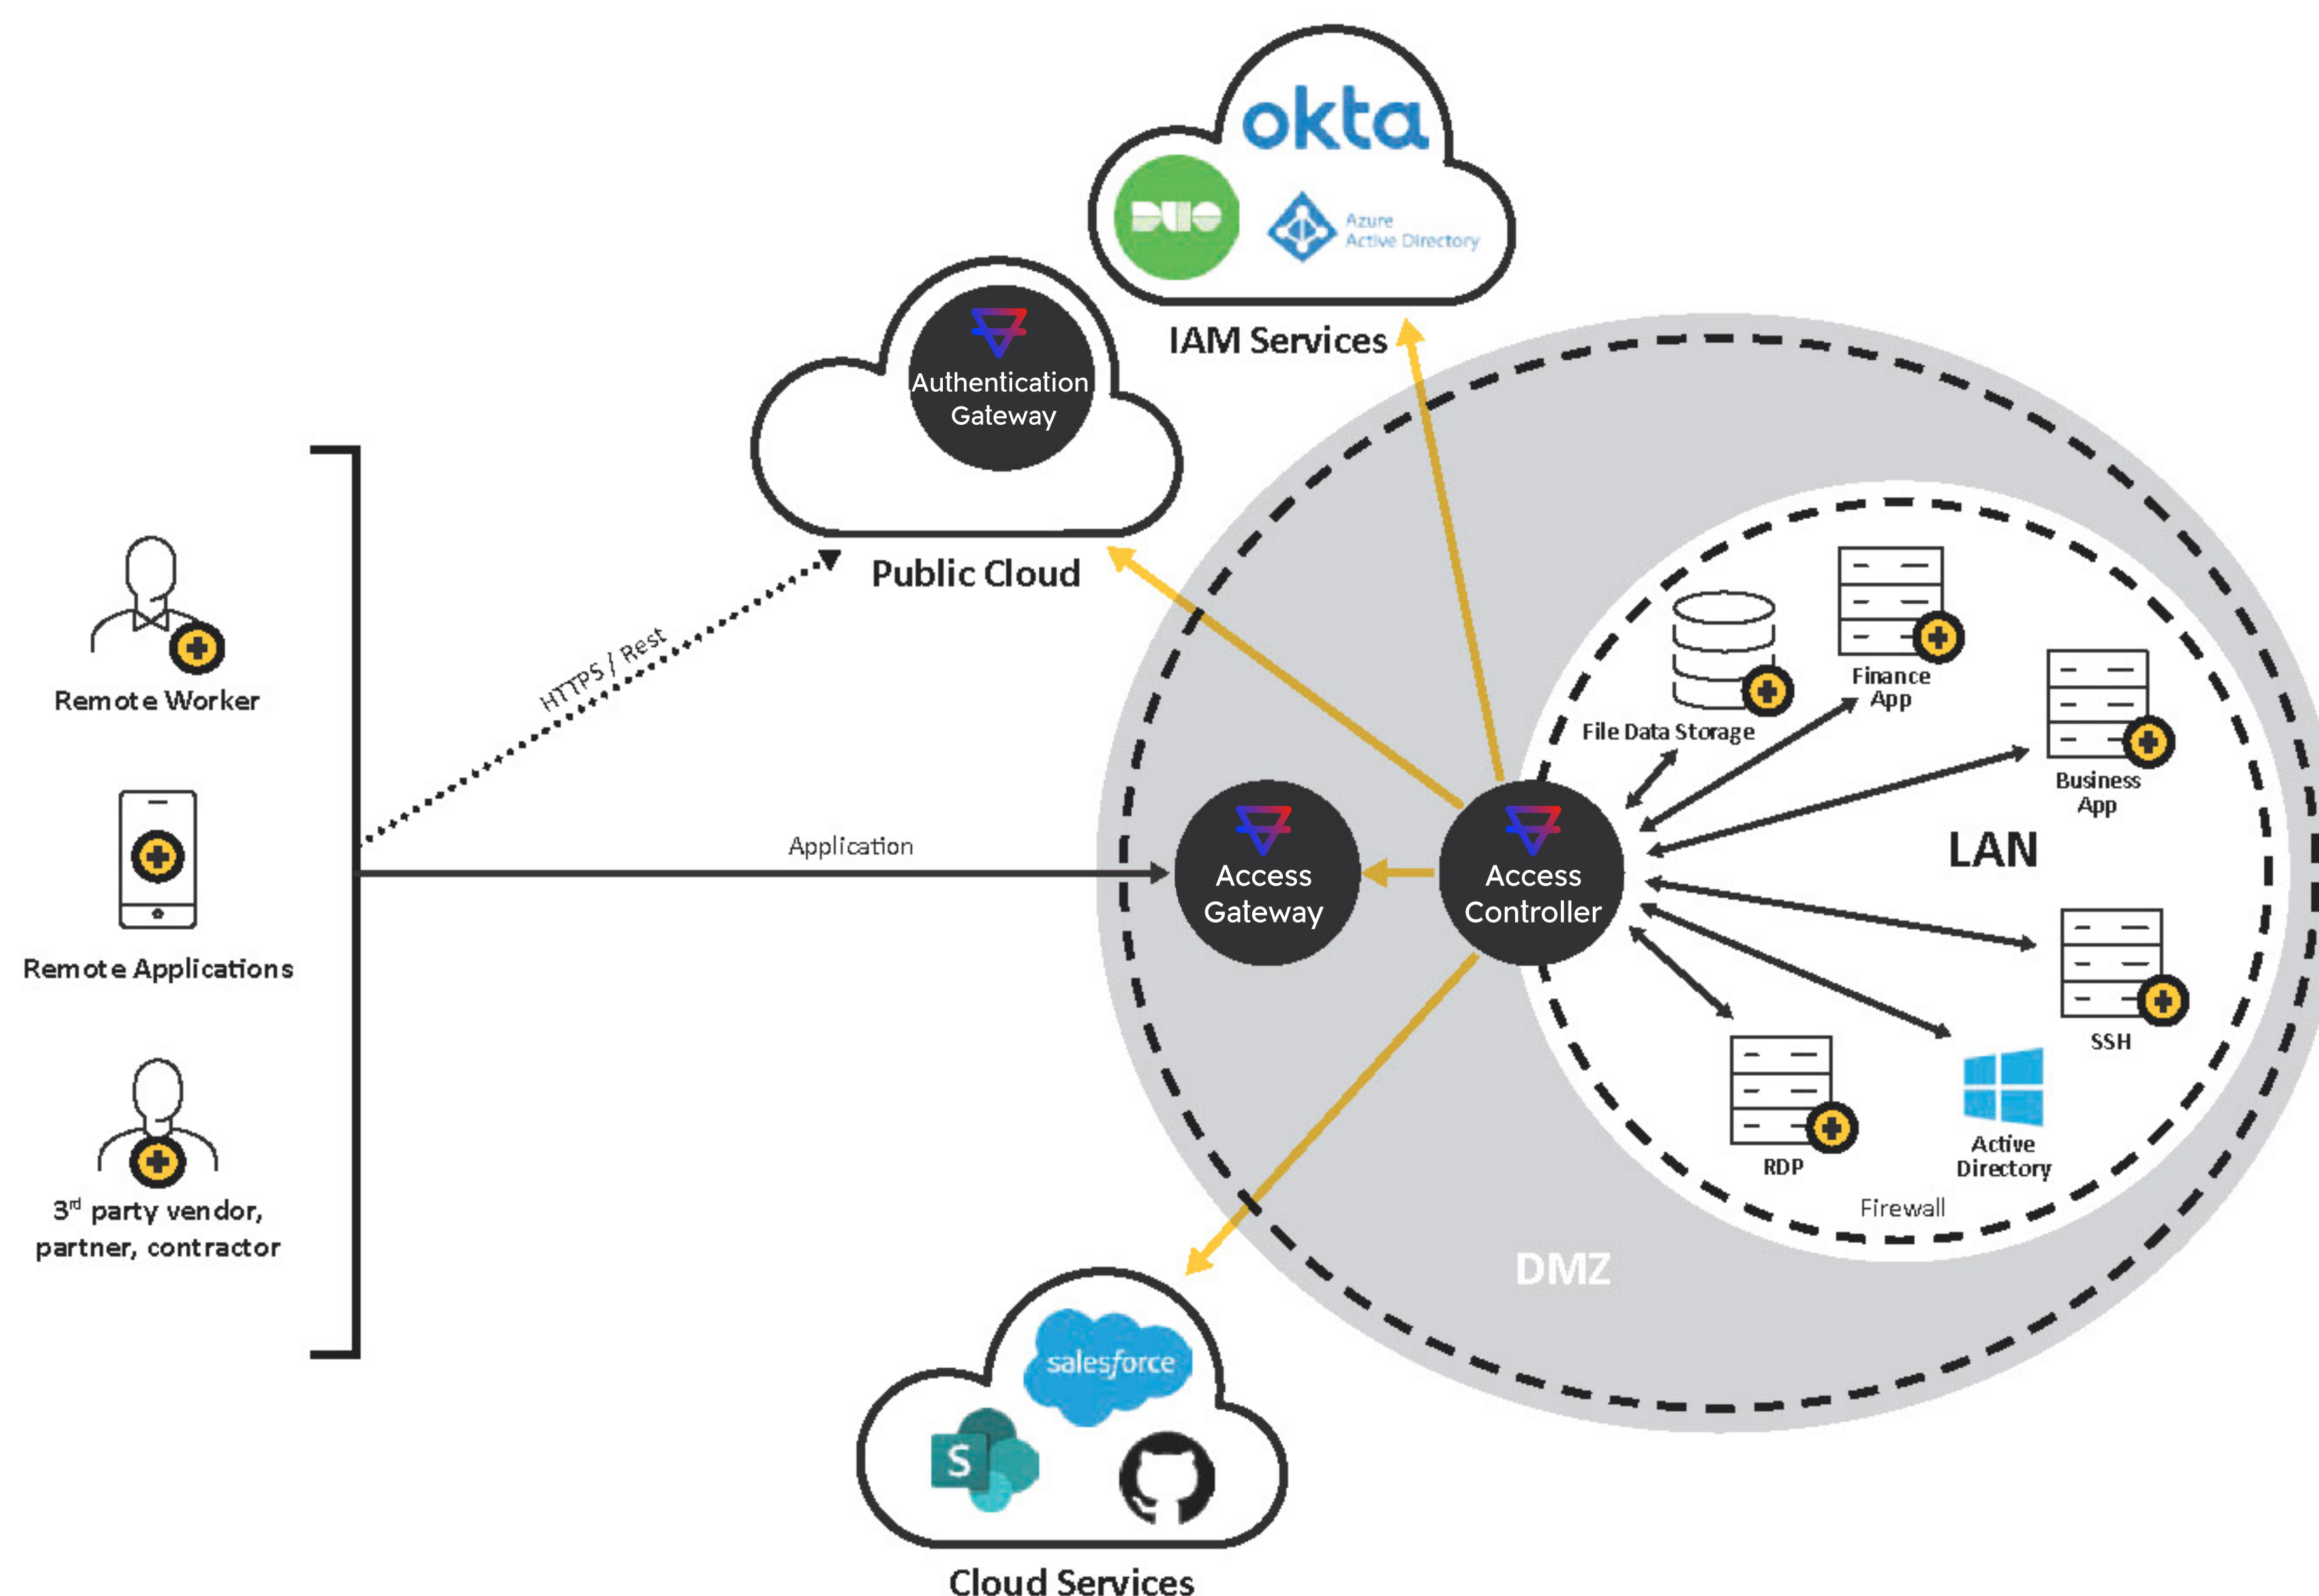 okta
DUO
Azure
Active Directory
IAM Services
Authentication
Gateway
Public Cloud
HTTPS / Rest
Remote Worker
Remote Applications
3rd party vendor,
partner, contractor
Application
Access
Gateway
Access
Controller
File Data Storage
Finance
App
Business
App
LAN
SSH
Active
Directory
RDP
Firewall
DMZ
salesforce
S
Cloud Services